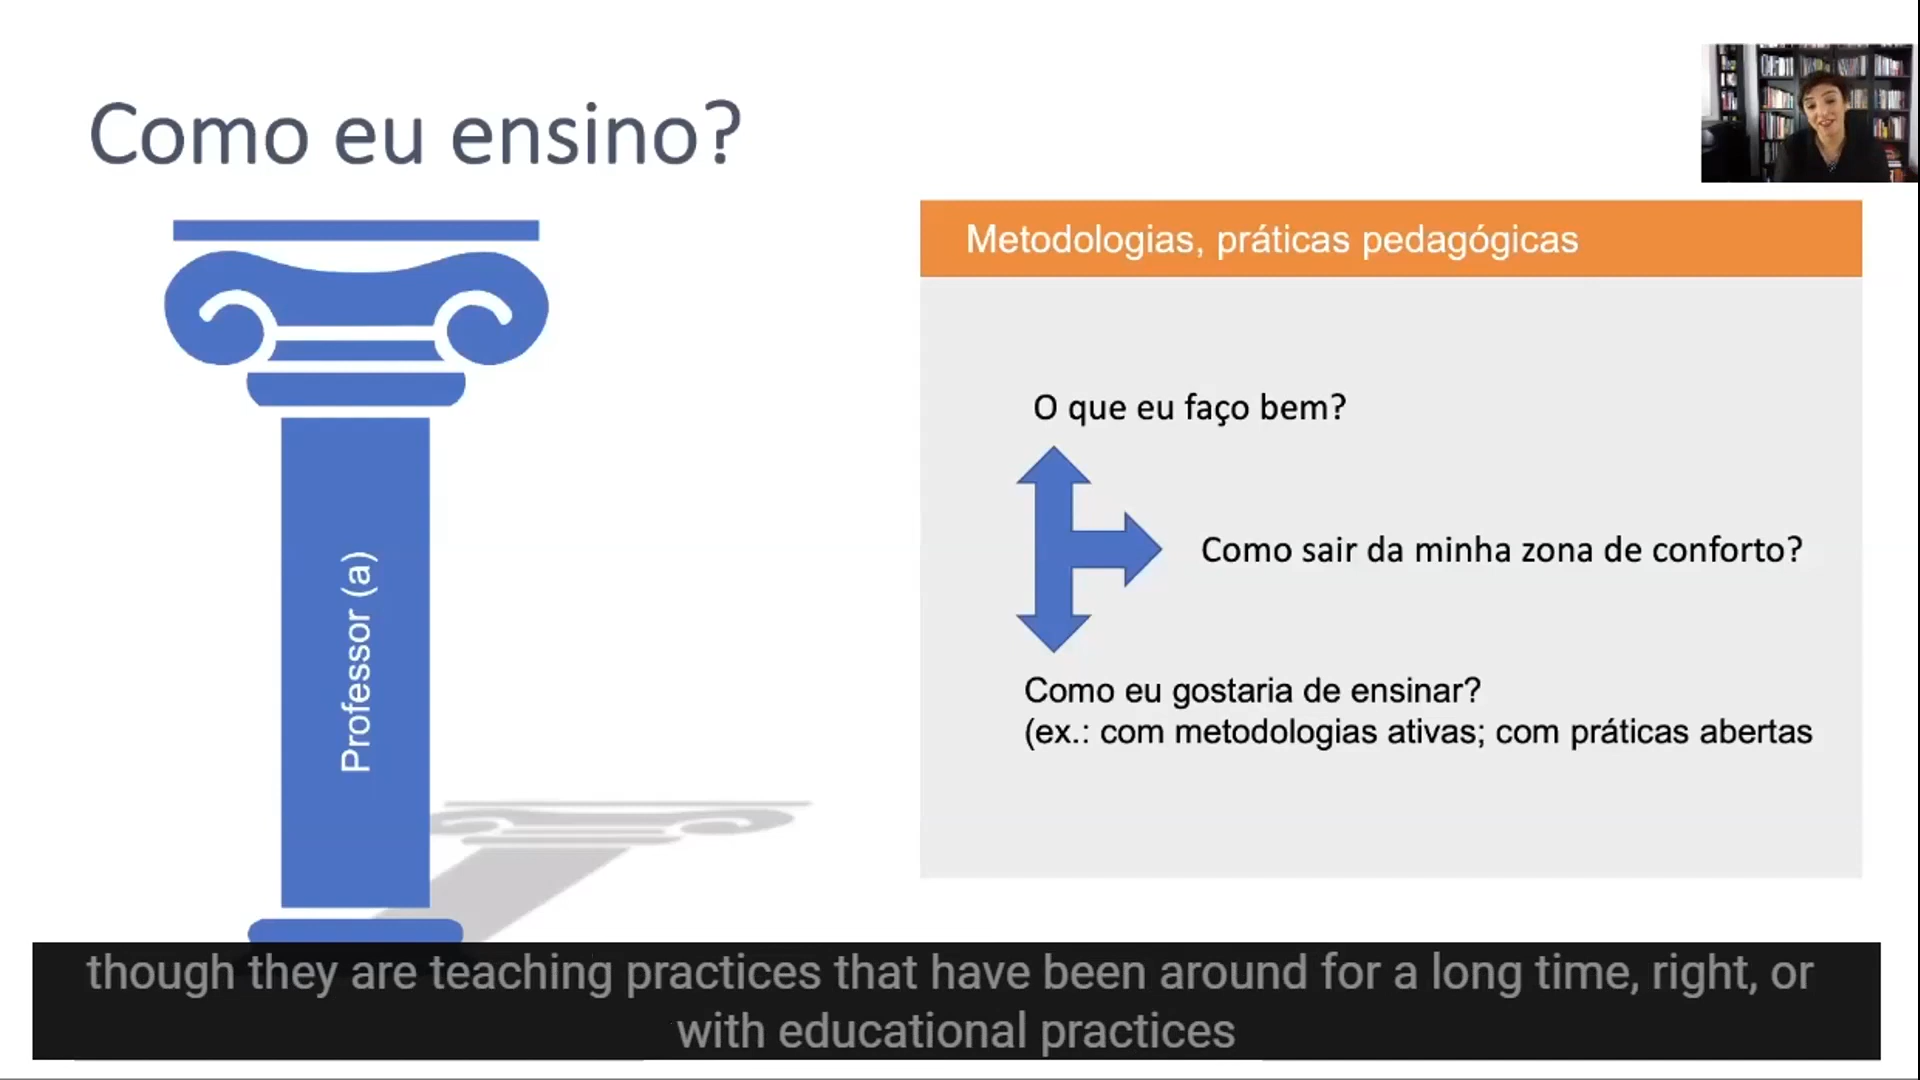 Como eu ensino?
Metodologias, práticas pedagógicas
O que eu faço bem?
Como sair da minha zona de conforto?
Professor (a)
Como eu gostaria de ensinar?
(ex.: com metodologias ativas; com práticas abertas
though they are teaching practices that have been around for a long time, right, or
with educational practices